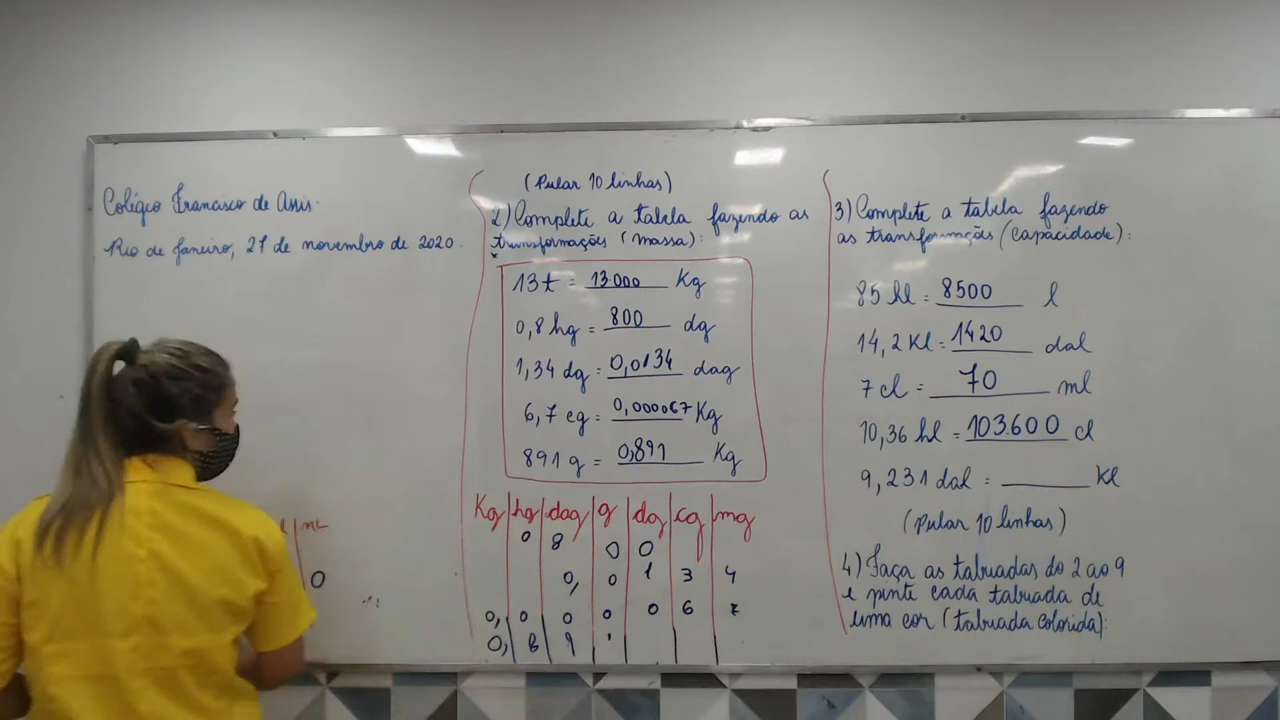 Colégio Francisco de Assis.
Rio de Janeiro, 27 de novembro de 2020.
(Pular 10 linhas)
2) Complete a tabela fazendo as
transformações (massa):
13 t = 13.000 Kg
0,8 hg = 800 dg
1,34 dg = 0,0134 dag
6,7 cg = 0,000067 Kg
891 g = 0,891 Kg
Kg hg dag g dg cg mg
0 8 0 0
0, 0 1 3 4
0, 0 0 0 0 6 7
0, 8 9 1
mL
0
3) Complete a tabela fazendo
as transformações (capacidade):
85 hl = 8500 l
14,2 Kl = 1420 dal
7 cl = 70 ml
10,36 hl = 103.600 cl
9,231 dal = ______ Kl
(Pular 10 linhas)
4) Faça as tabuadas do 2 ao 9
e pinte cada tabuada de
uma cor (tabuada colorida).